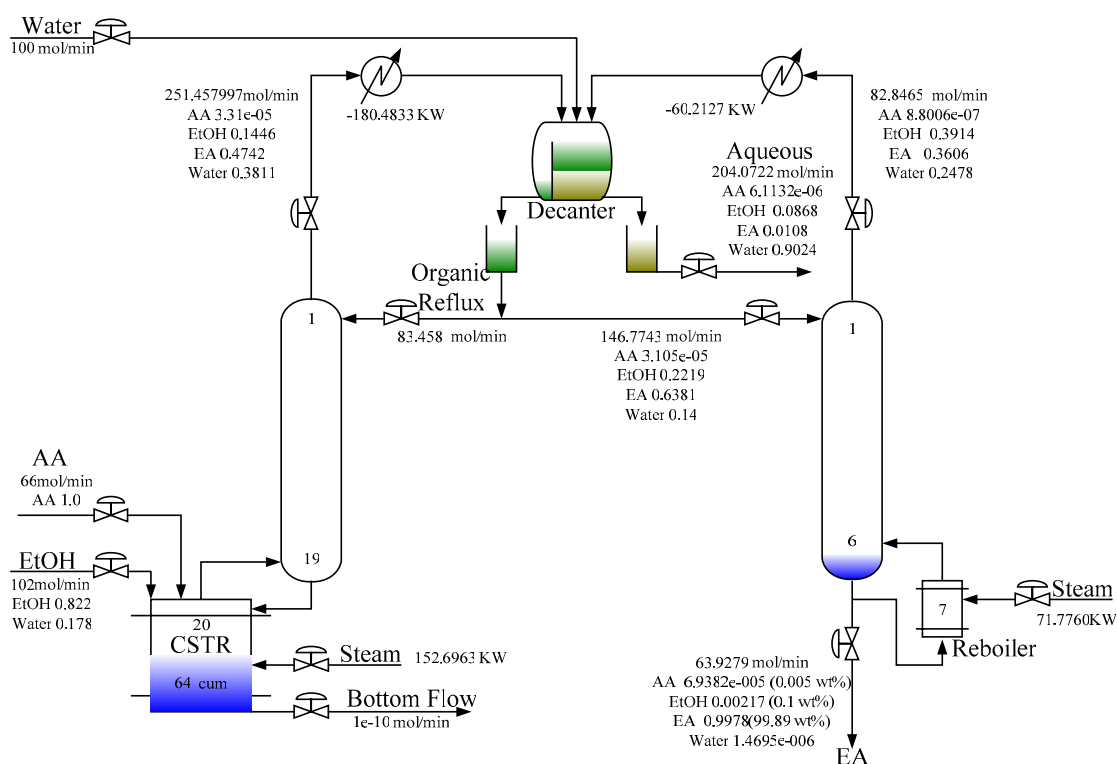 Water
100 mol/min
251.457997mol/min
AA 3.31e-05
EtOH 0.1446
EA 0.4742
Water 0.3811
-180.4833 KW
-60.2127 KW
82.8465 mol/min
AA 8.8006e-07
EtOH 0.3914
EA 0.3606
Water 0.2478
Decanter
Aqueous
204.0722 mol/min
AA 6.1132e-06
EtOH 0.0868
EA 0.0108
Water 0.9024
Organic
Reflux
1
83.458 mol/min
146.7743 mol/min
AA 3.105e-05
EtOH 0.2219
EA 0.6381
Water 0.14
1
AA
66mol/min
AA 1.0
19
EtOH
102mol/min
EtOH 0.822
Water 0.178
20
CSTR
64 cum
Steam 152.6963 KW
Bottom Flow
1e-10 mol/min
6
7
Reboiler
Steam
71.7760KW
63.9279 mol/min
AA 6.9382e-005 (0.005 wt%)
EtOH 0.00217 (0.1 wt%)
EA 0.9978(99.89 wt%)
Water 1.4695e-006
EA